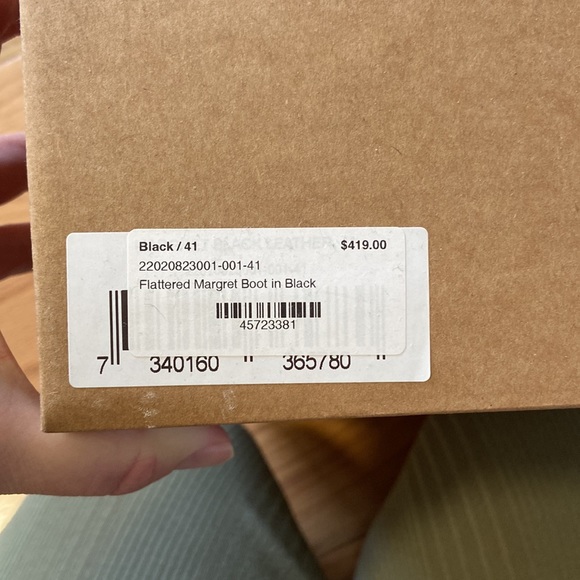 Black / 41 $419.00
22020823001-001-41
Flattered Margret Boot in Black
45723381
7 340160 365780